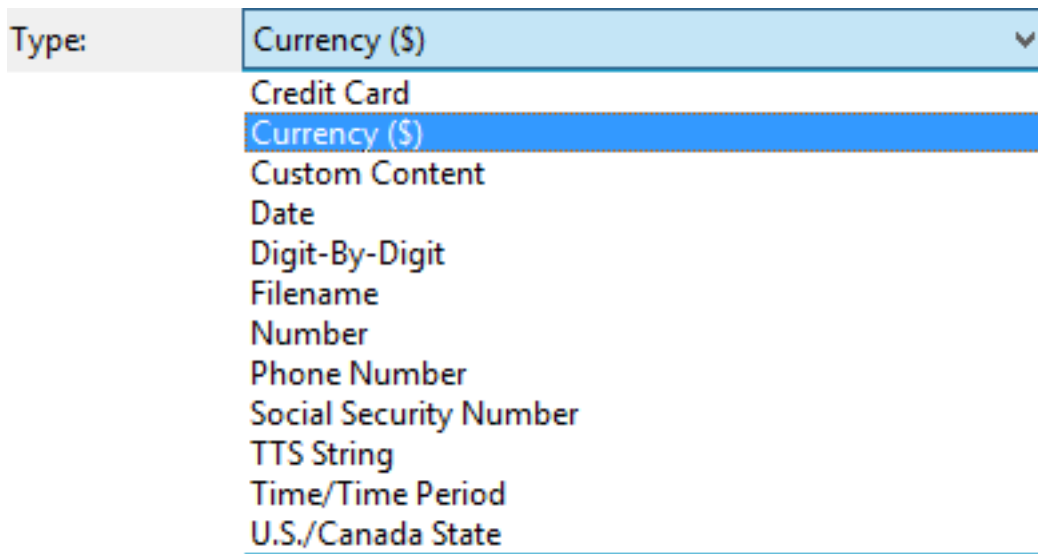 Type: Currency ($)
Credit Card
Currency ($)
Custom Content
Date
Digit-By-Digit
Filename
Number
Phone Number
Social Security Number
TTS String
Time/Time Period
U.S./Canada State